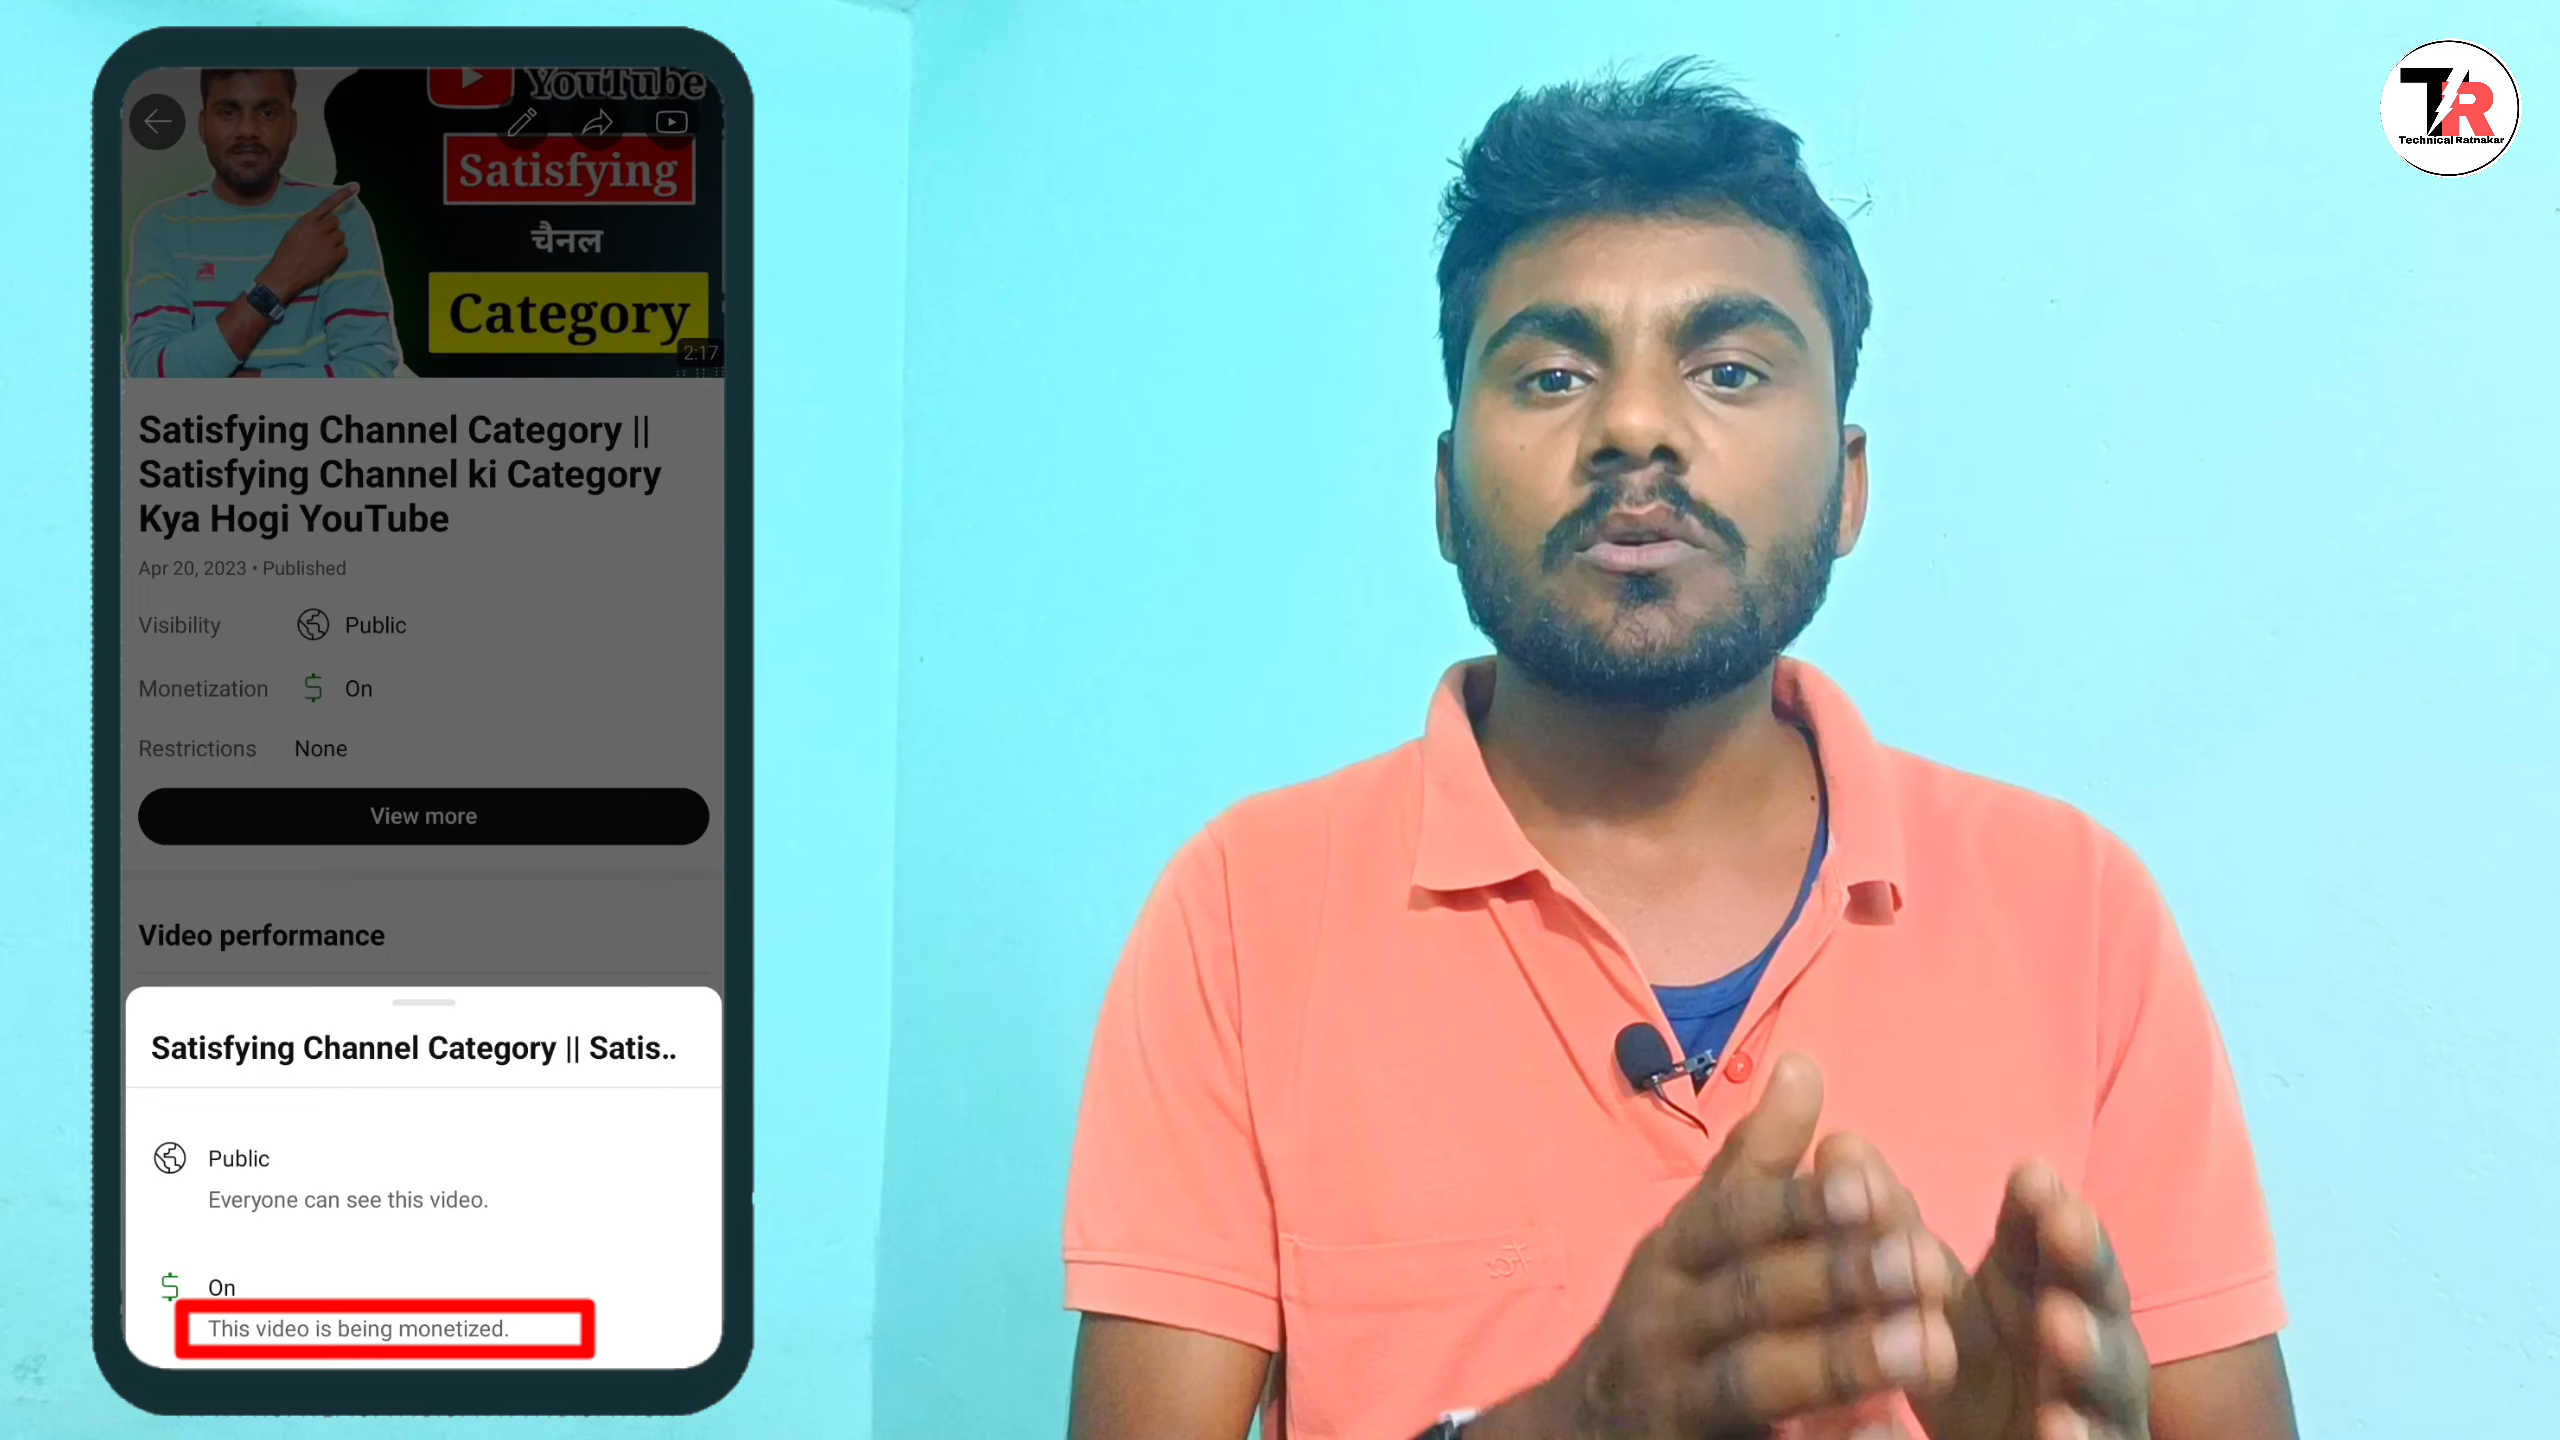 YouTube
Satisfying
चैनल
Category
2:17
Satisfying Channel Category ||
Satisfying Channel ki Category
Kya Hogi YouTube
Apr 20, 2023 • Published
Visibility Public
Monetization $ On
Restrictions None
View more
Video performance
Satisfying Channel Category || Satis..
Public
Everyone can see this video.
$ On
This video is being monetized.
TR
Technical Ratnakar